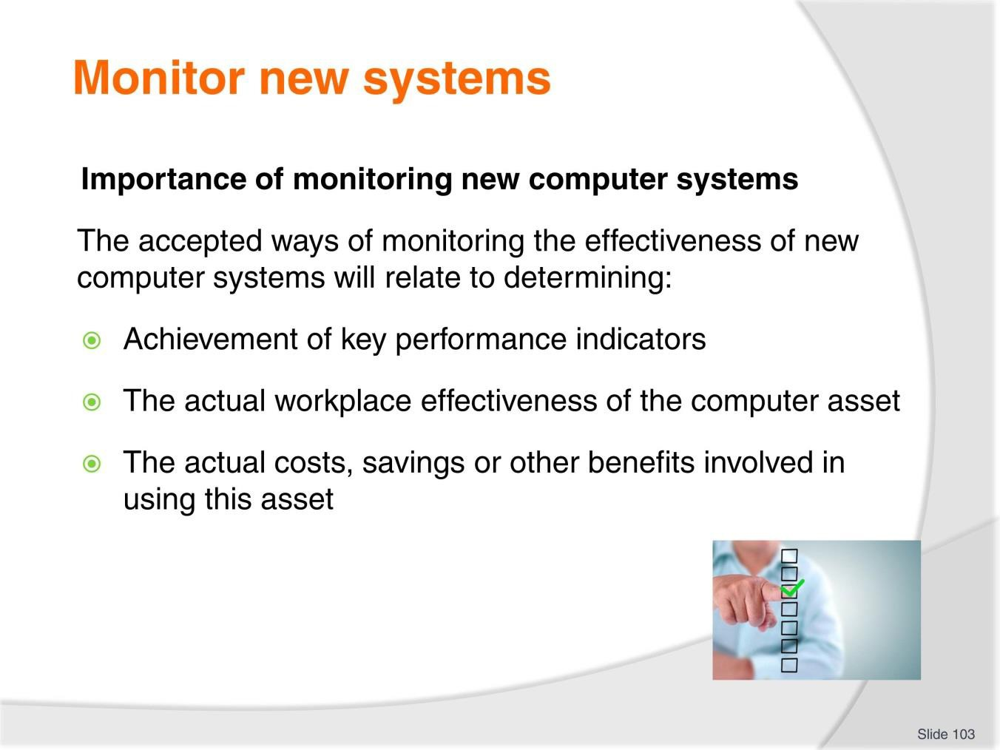 Monitor new systems
Importance of monitoring new computer systems
The accepted ways of monitoring the effectiveness of new
computer systems will relate to determining:
Achievement of key performance indicators
The actual workplace effectiveness of the computer asset
The actual costs, savings or other benefits involved in
using this asset
Slide 103